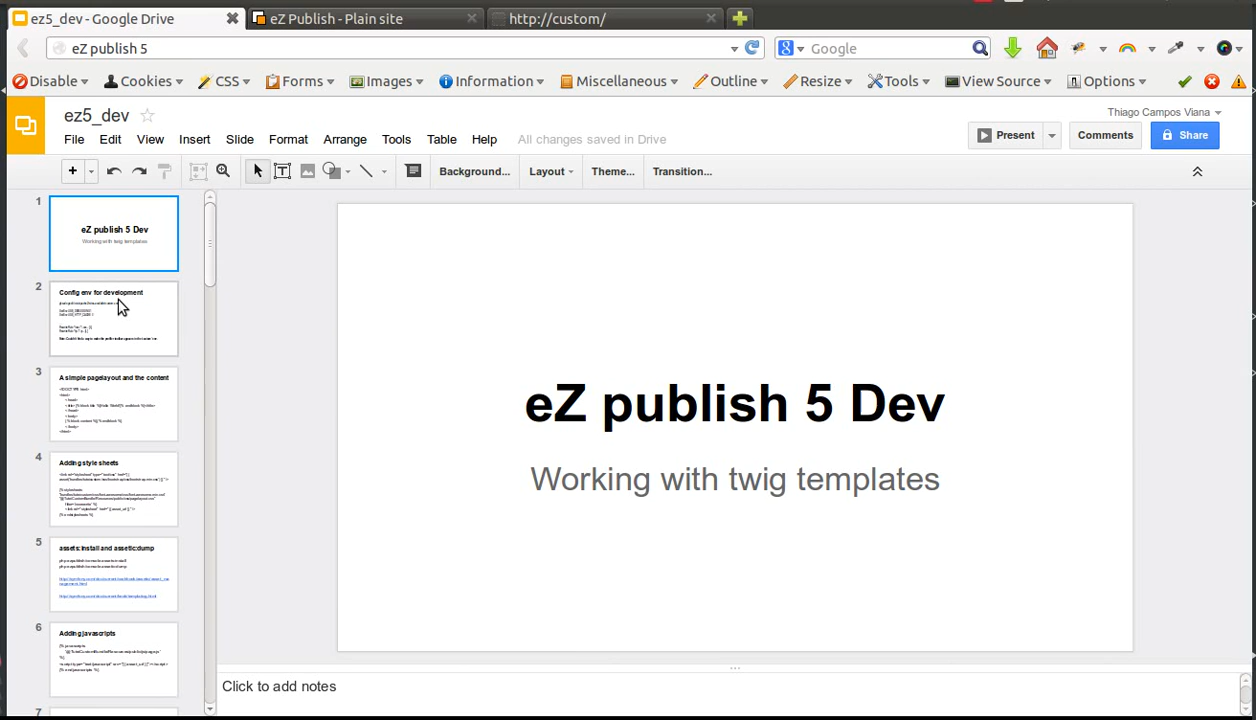 ez5_dev - Google Drive
eZ Publish - Plain site
http://custom/
eZ publish 5
Google
Disable
Cookies
CSS
Forms
Images
Information
Miscellaneous
Outline
Resize
Tools
View Source
Options
ez5_dev
Thiago Campos Viana
File Edit View Insert Slide Format Arrange Tools Table Help All changes saved in Drive
Present
Comments
Share
Background...
Layout
Theme...
Transition...
1
eZ publish 5 Dev
Working with twig templates
2
Config env for development
3
A simple pagelayout and the content
4
Adding style sheets
5
assets:install and assetic:dump
6
Adding javascripts
7
eZ publish 5 Dev
Working with twig templates
Click to add notes